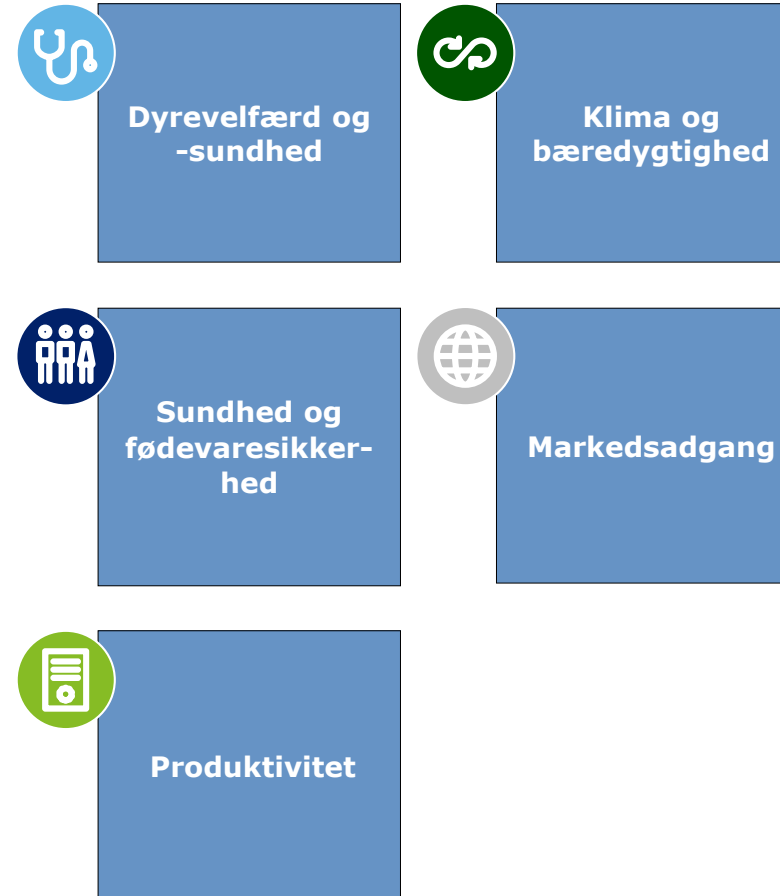 Dyrevelfærd og
-sundhed
Klima og
bæredygtighed
Sundhed og
fødevaresikker-
hed
Markedsadgang
Produktivitet